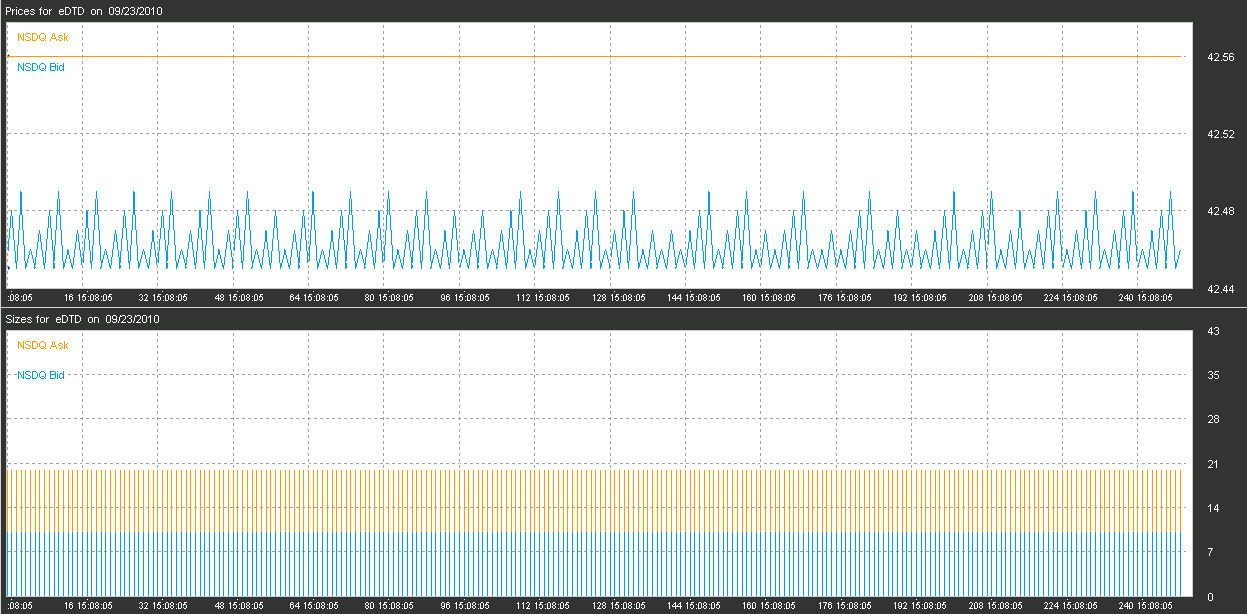 Prices for eDTD on 09/23/2010
NSDQ Ask
NSDQ Bid
42.56
42.52
42.48
42.44
:08:05 16 15:08:05 32 15:08:05 48 15:08:05 64 15:08:05 80 15:08:05 96 15:08:05 112 15:08:05 128 15:08:05 144 15:08:05 160 15:08:05 176 15:08:05 192 15:08:05 208 15:08:05 224 15:08:05 240 15:08:05
Sizes for eDTD on 09/23/2010
NSDQ Ask
NSDQ Bid
43
35
28
21
14
7
0
:08:05 16 15:08:05 32 15:08:05 48 15:08:05 64 15:08:05 80 15:08:05 96 15:08:05 112 15:08:05 128 15:08:05 144 15:08:05 160 15:08:05 176 15:08:05 192 15:08:05 208 15:08:05 224 15:08:05 240 15:08:05